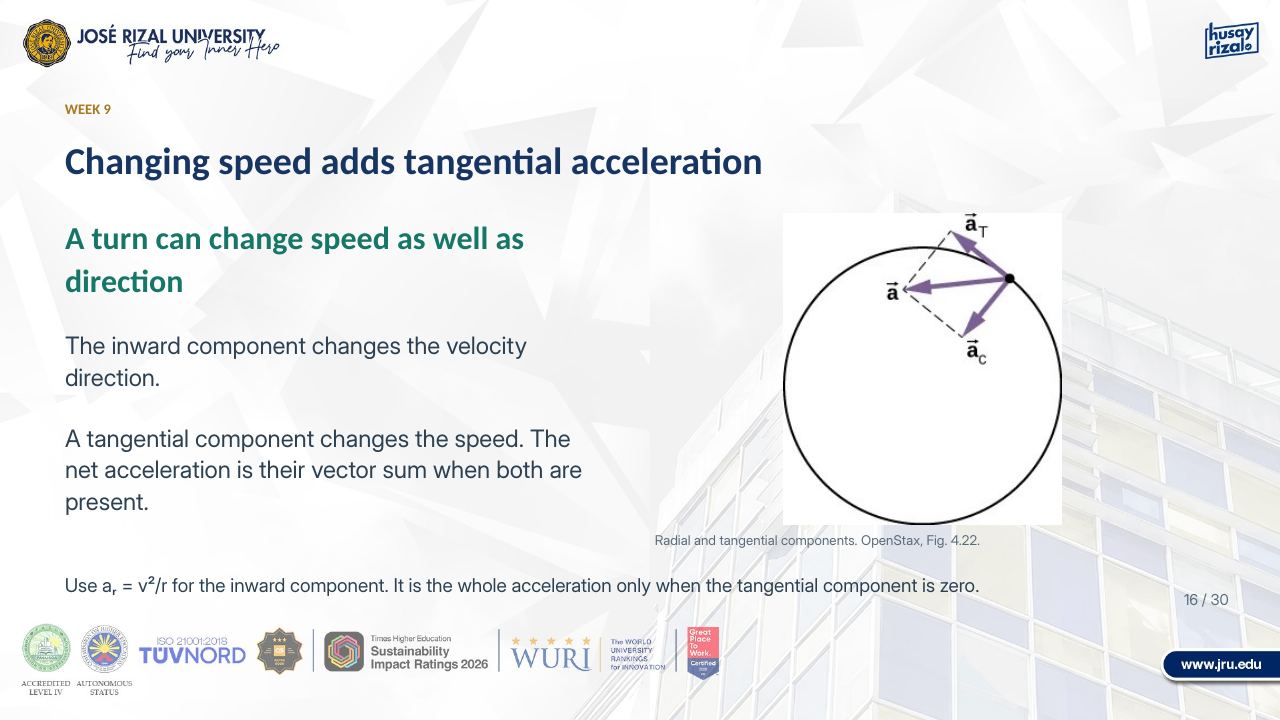 JOSÉ RIZAL UNIVERSITY
Find your Inner Hero
husay
rizal
WEEK 9
Changing speed adds tangential acceleration
A turn can change speed as well as
direction
The inward component changes the velocity
direction.
A tangential component changes the speed. The
net acceleration is their vector sum when both are
present.
a⃗T
a⃗
a⃗c
Radial and tangential components. OpenStax, Fig. 4.22.
Use aᵣ = v²/r for the inward component. It is the whole acceleration only when the tangential component is zero.
16 / 30
ACCREDITED
LEVEL IV
AUTONOMOUS
STATUS
ISO 21001:2018
TÜVNORD
Times Higher Education
Sustainability
Impact Ratings 2026
WURI
The WORLD
UNIVERSITY
RANKINGS
for INNOVATION
Great
Place
To
Work.
Certified
www.jru.edu